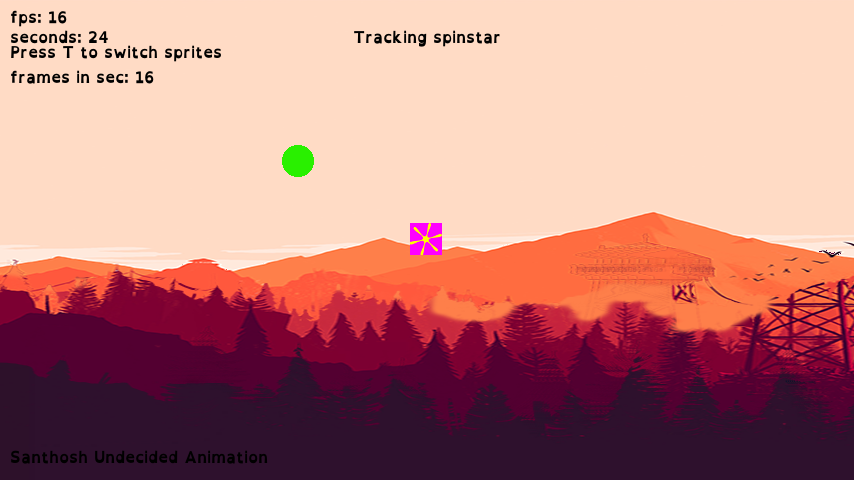 fps: 16
seconds: 24
Tracking spinstar
Press T to switch sprites
frames in sec: 16
Santhosh Undecided Animation